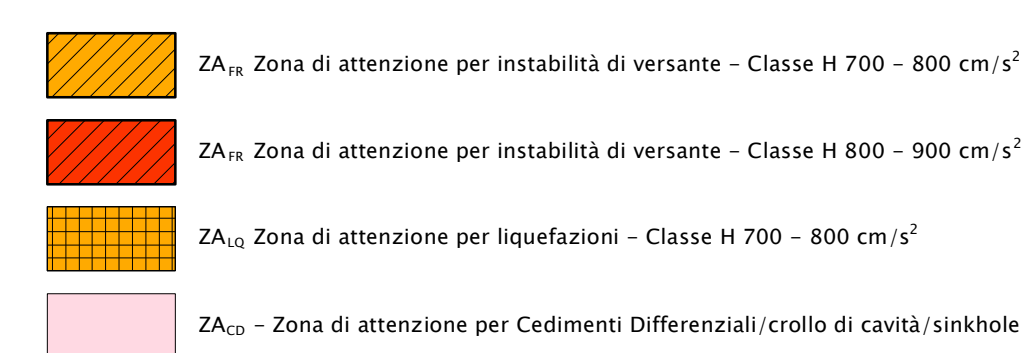 ZA_FR Zona di attenzione per instabilità di versante – Classe H 700 – 800 cm/s²
ZA_FR Zona di attenzione per instabilità di versante – Classe H 800 – 900 cm/s²
ZA_LQ Zona di attenzione per liquefazioni – Classe H 700 – 800 cm/s²
ZA_CD – Zona di attenzione per Cedimenti Differenziali/crollo di cavità/sinkhole